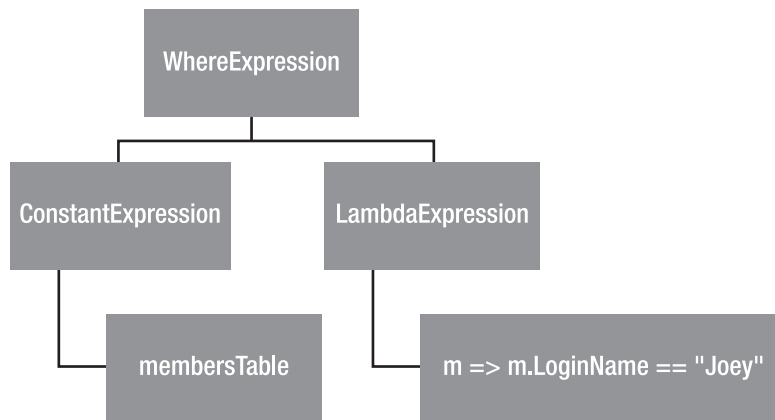 WhereExpression
ConstantExpression
LambdaExpression
membersTable
m => m.LoginName == "Joey"